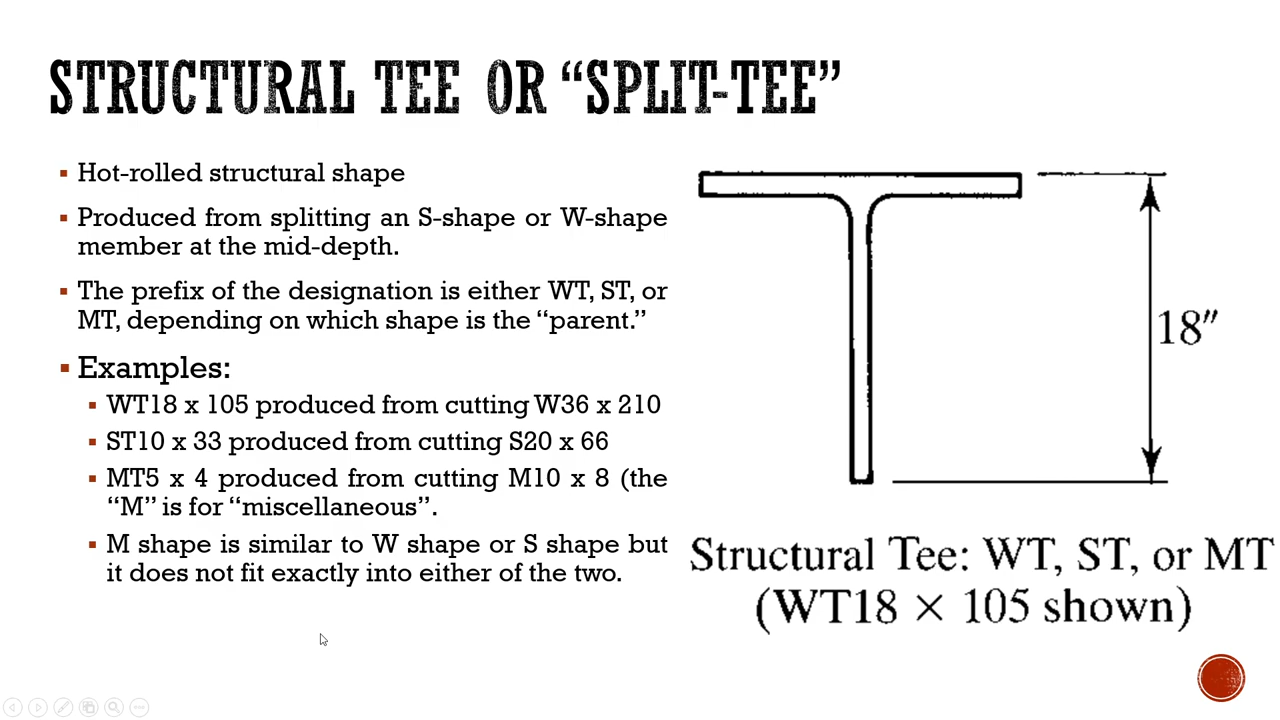 STRUCTURAL TEE OR “SPLIT-TEE”
Hot-rolled structural shape
Produced from splitting an S-shape or W-shape
member at the mid-depth.
The prefix of the designation is either WT, ST, or
MT, depending on which shape is the “parent.”
Examples:
WT18 x 105 produced from cutting W36 x 210
ST10 x 33 produced from cutting S20 x 66
MT5 x 4 produced from cutting M10 x 8 (the
“M” is for “miscellaneous”.
M shape is similar to W shape or S shape but
it does not fit exactly into either of the two.
18″
Structural Tee: WT, ST, or MT
(WT18 × 105 shown)